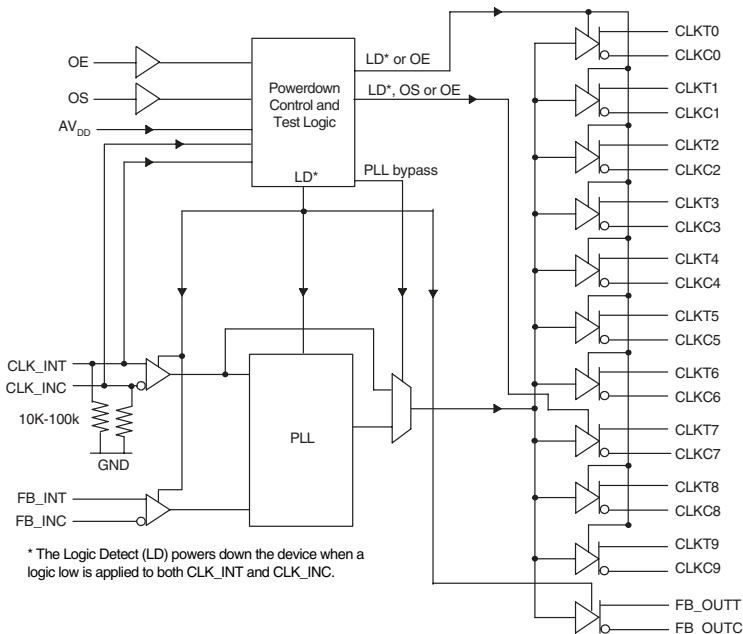 OE
OS
AVDD
Powerdown
Control and
Test Logic
LD*
LD* or OE
LD*, OS or OE
PLL bypass
CLK_INT
CLK_INC
10K-100k
GND
FB_INT
FB_INC
PLL
* The Logic Detect (LD) powers down the device when a
logic low is applied to both CLK_INT and CLK_INC.
CLKT0
CLKC0
CLKT1
CLKC1
CLKT2
CLKC2
CLKT3
CLKC3
CLKT4
CLKC4
CLKT5
CLKC5
CLKT6
CLKC6
CLKT7
CLKC7
CLKT8
CLKC8
CLKT9
CLKC9
FB_OUTT
FB_OUTC